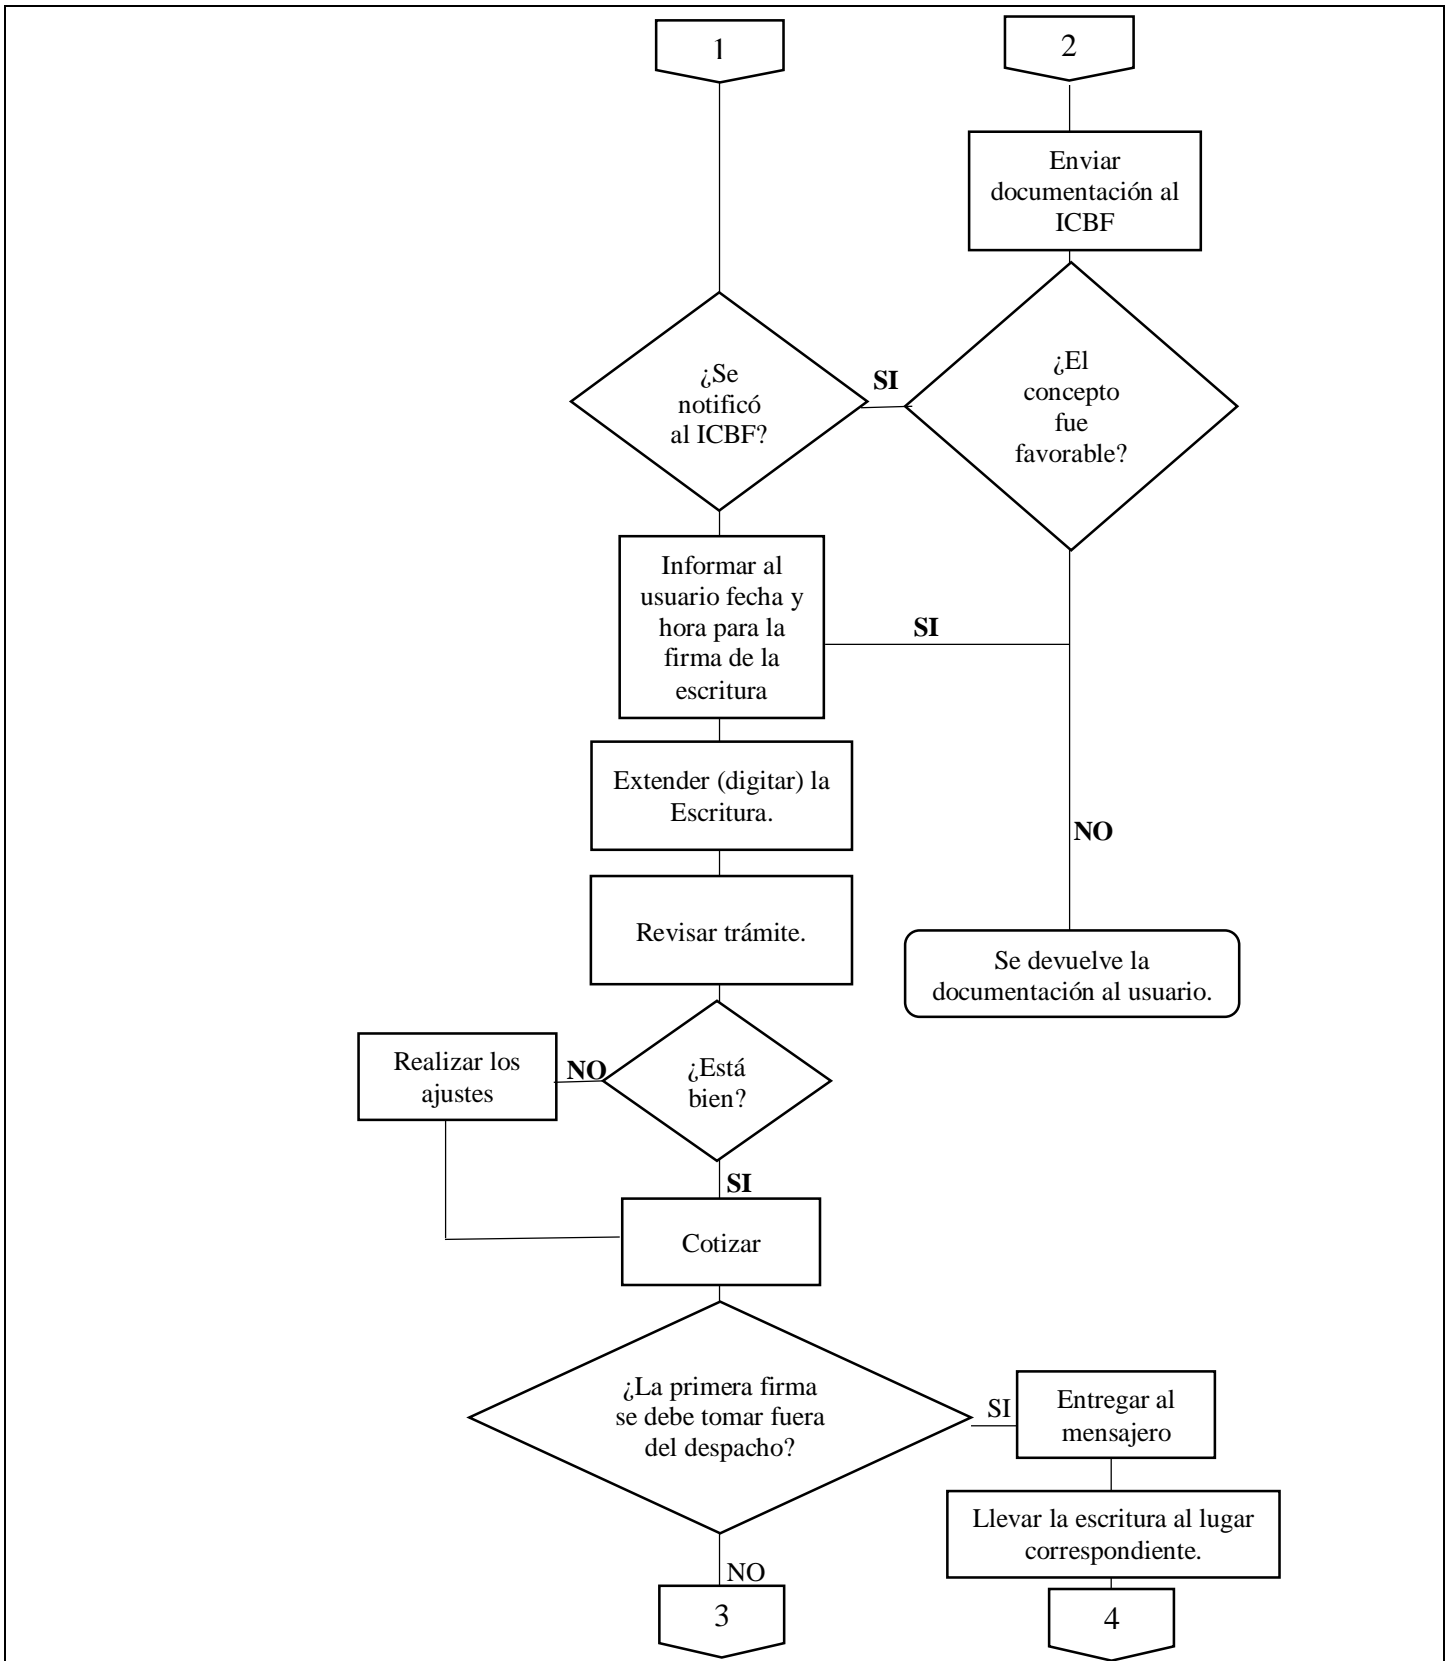 1
2
Enviar
documentación al
ICBF
¿Se
notificó
al ICBF?
SI
¿El
concepto
fue
favorable?
Informar al
usuario fecha y
hora para la
firma de la
escritura
SI
Extender (digitar) la
Escritura.
NO
Revisar trámite.
Se devuelve la
documentación al usuario.
Realizar los
ajustes
NO
¿Está
bien?
SI
Cotizar
¿La primera firma
se debe tomar fuera
del despacho?
SI
Entregar al
mensajero
Llevar la escritura al lugar
correspondiente.
NO
3
4